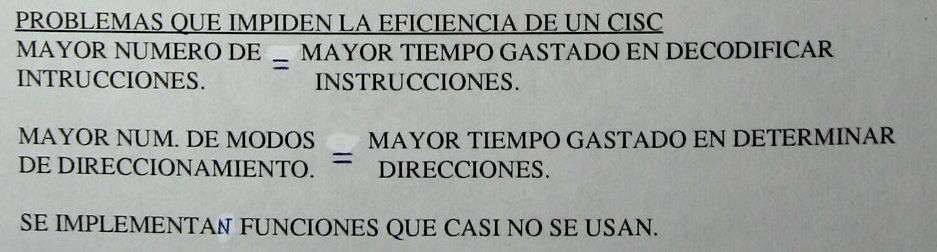 PROBLEMAS QUE IMPIDEN LA EFICIENCIA DE UN CISC
MAYOR NUMERO DE = MAYOR TIEMPO GASTADO EN DECODIFICAR
INTRUCCIONES. INSTRUCCIONES.
MAYOR NUM. DE MODOS = MAYOR TIEMPO GASTADO EN DETERMINAR
DE DIRECCIONAMIENTO. DIRECCIONES.
SE IMPLEMENTAN FUNCIONES QUE CASI NO SE USAN.